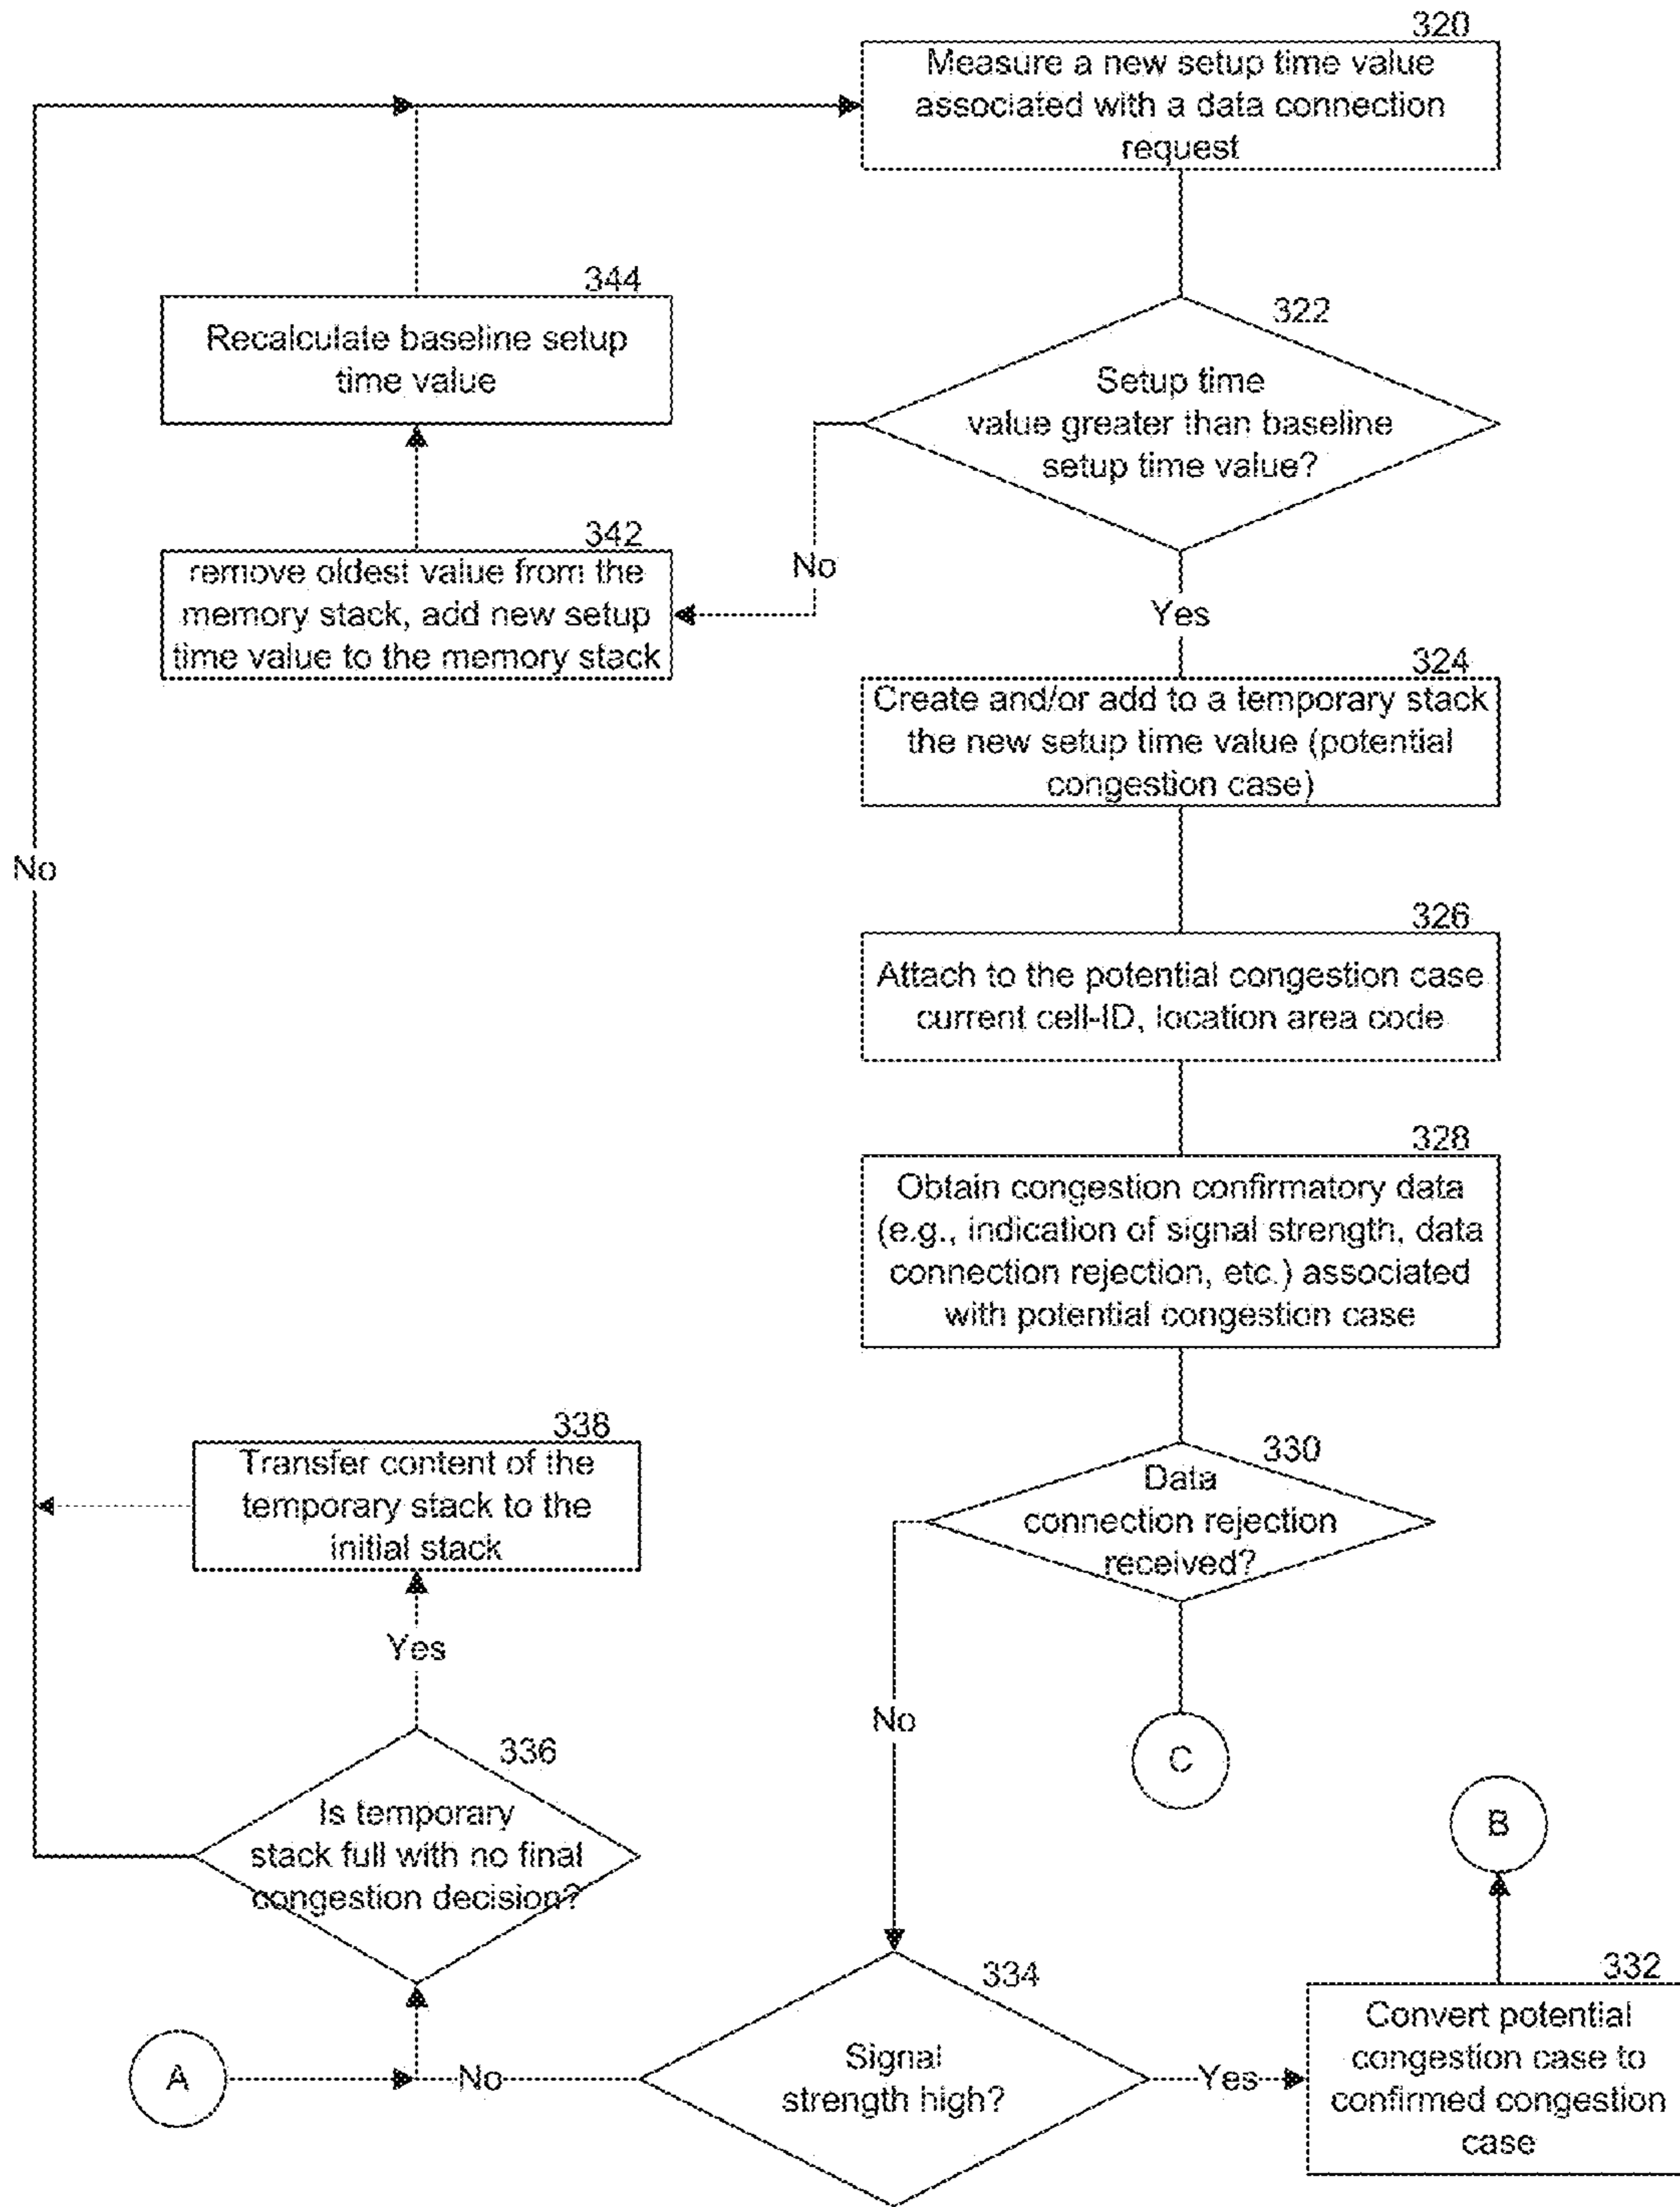 320
Measure a new setup time value
associated with a data connection
request
344
Recalculate baseline setup
time value
322
Setup time
value greater than baseline
setup time value?
342
remove oldest value from the
memory stack, add new setup
time value to the memory stack
No
Yes
324
Create and/or add to a temporary stack
the new setup time value (potential
congestion case)
No
326
Attach to the potential congestion case
current cell-ID, location area code
328
Obtain congestion confirmatory data
(e.g., indication of signal strength, data
connection rejection, etc.) associated
with potential congestion case
338
Transfer content of the
temporary stack to the
initial stack
330
Data
connection rejection
received?
Yes
No
C
336
Is temporary
stack full with no final
congestion decision?
B
334
Signal
strength high?
332
Convert potential
congestion case to
confirmed congestion
case
A
No
Yes